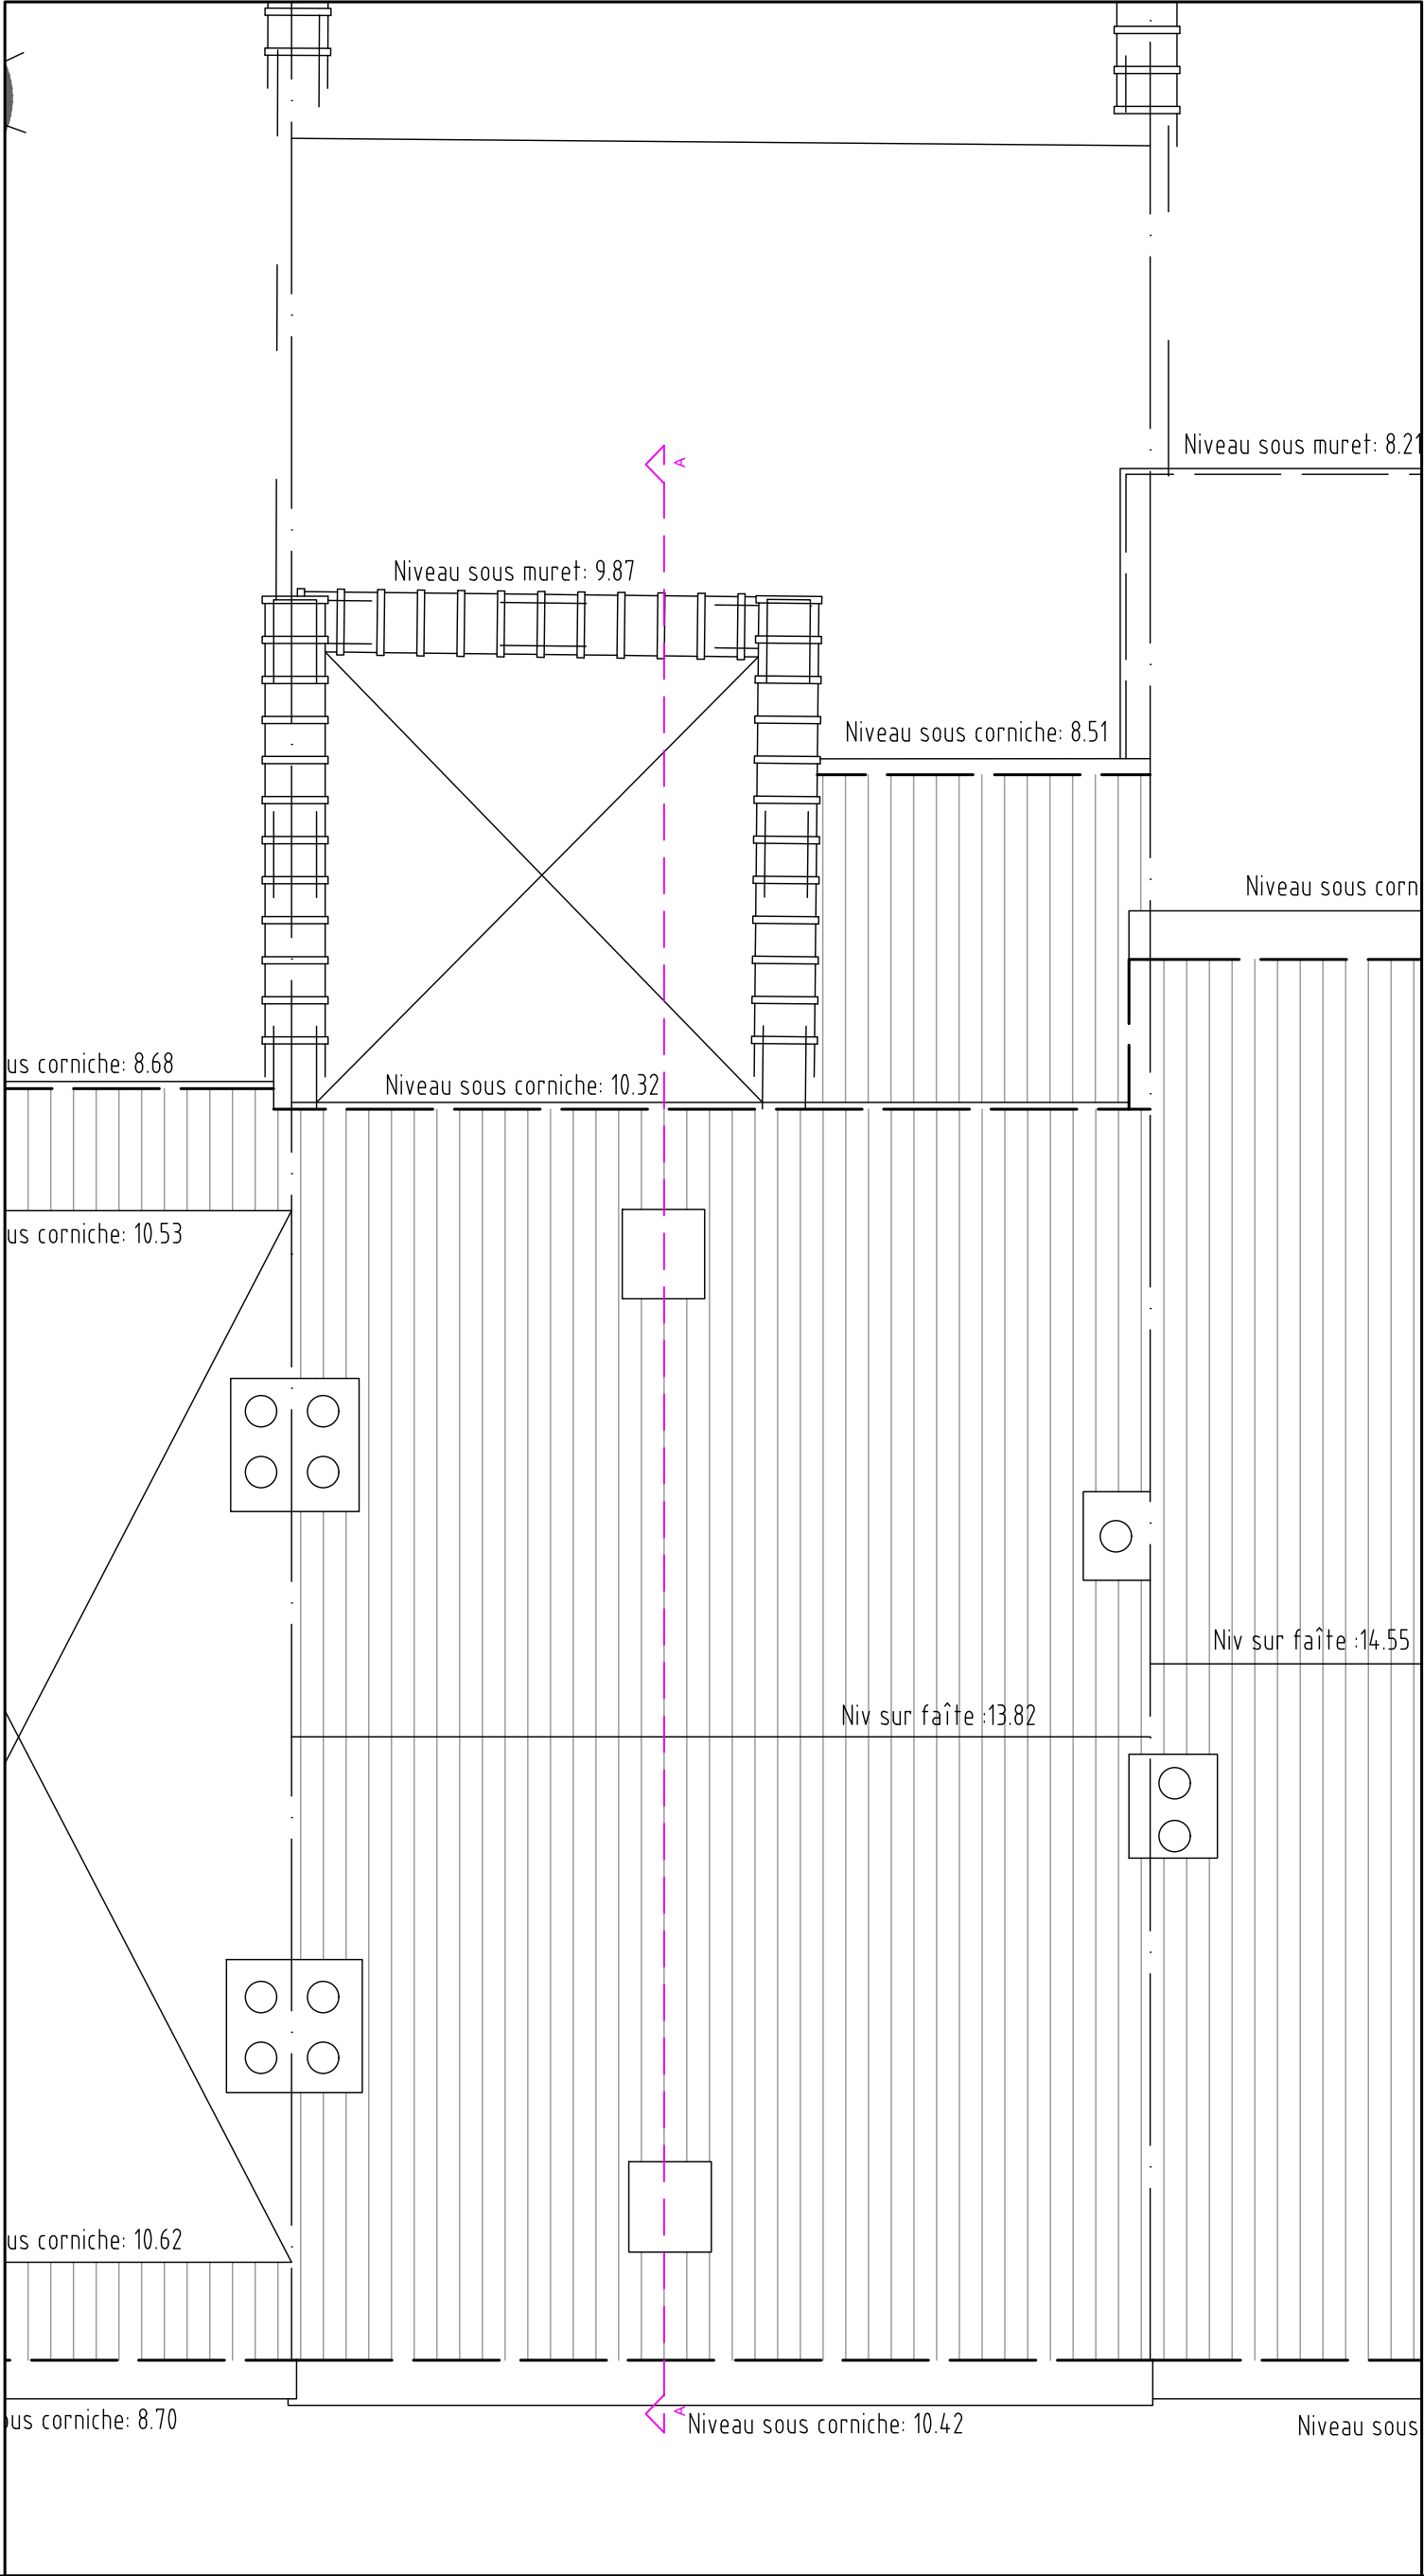 A
Niveau sous muret: 8.21
Niveau sous muret: 9.87
Niveau sous corniche: 8.51
Niveau sous corn
us corniche: 8.68
Niveau sous corniche: 10.32
us corniche: 10.53
Niv sur faîte :14.55
Niv sur faîte :13.82
us corniche: 10.62
A
ous corniche: 8.70
Niveau sous corniche: 10.42
Niveau sous